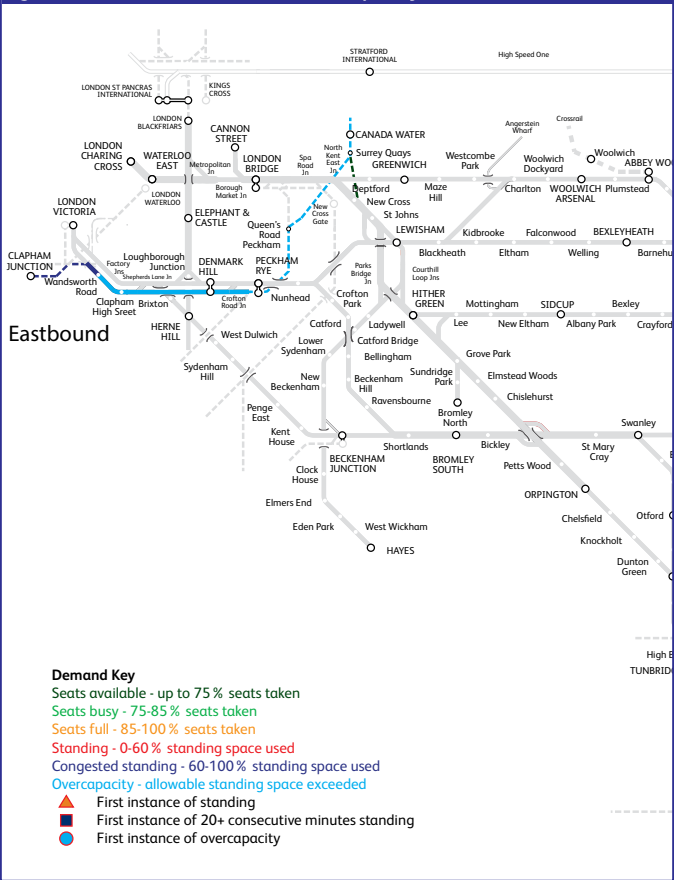 STRATFORD
INTERNATIONAL
High Speed One
LONDON ST PANCRAS
INTERNATIONAL
KINGS
CROSS
LONDON
BLACKFRIARS
CANNON
STREET
LONDON
CHARING
CROSS
WATERLOO
EAST
Metropolitan
Jn
LONDON
BRIDGE
Borough
Market Jn
Spa
Road
Jn
North
Kent
East
Jn
CANADA WATER
Surrey Quays
GREENWICH
Deptford
New Cross
St Johns
Maze
Hill
Westcombe
Park
Angerstein
Wharf
Crossrail
Charlton
Woolwich
Dockyard
Woolwich
WOOLWICH
ARSENAL
Plumstead
ABBEY WO
LONDON
WATERLOO
LONDON
VICTORIA
ELEPHANT &
CASTLE
Queen's
Road
Peckham
New
Cross
Gate
LEWISHAM
Blackheath
Kidbrooke
Eltham
Falconwood
Welling
BEXLEYHEATH
Barnehu
CLAPHAM
JUNCTION
Wandsworth
Road
Factory
Jns
Loughborough
Junction
Shepherds Lane Jn
DENMARK
HILL
PECKHAM
RYE
Clapham
High Sreet
Brixton
Crofton
Road Jn
Nunhead
Parks
Bridge
Jn
Courthill
Loop Jns
Crofton
Park
HITHER
GREEN
Mottingham
SIDCUP
Bexley
Lee
New Eltham
Albany Park
Crayford
Eastbound
HERNE
HILL
West Dulwich
Catford
Ladywell
Catford Bridge
Lower
Sydenham
Bellingham
Grove Park
Sydenham
Hill
New
Beckenham
Beckenham
Hill
Ravensbourne
Sundridge
Park
Elmstead Woods
Chislehurst
Bromley
North
Penge
East
Kent
House
Shortlands
Bickley
Swanley
BECKENHAM
JUNCTION
BROMLEY
SOUTH
Petts Wood
St Mary
Cray
Clock
House
Elmers End
Eden Park
West Wickham
HAYES
ORPINGTON
Chelsfield
Otford
Knockholt
Dunton
Green
High B
TUNBRID
Demand Key
Seats available - up to 75% seats taken
Seats busy - 75-85% seats taken
Seats full - 85-100% seats taken
Standing - 0-60% standing space used
Congested standing - 60-100% standing space used
Overcapacity - allowable standing space exceeded
First instance of standing
First instance of 20+ consecutive minutes standing
First instance of overcapacity